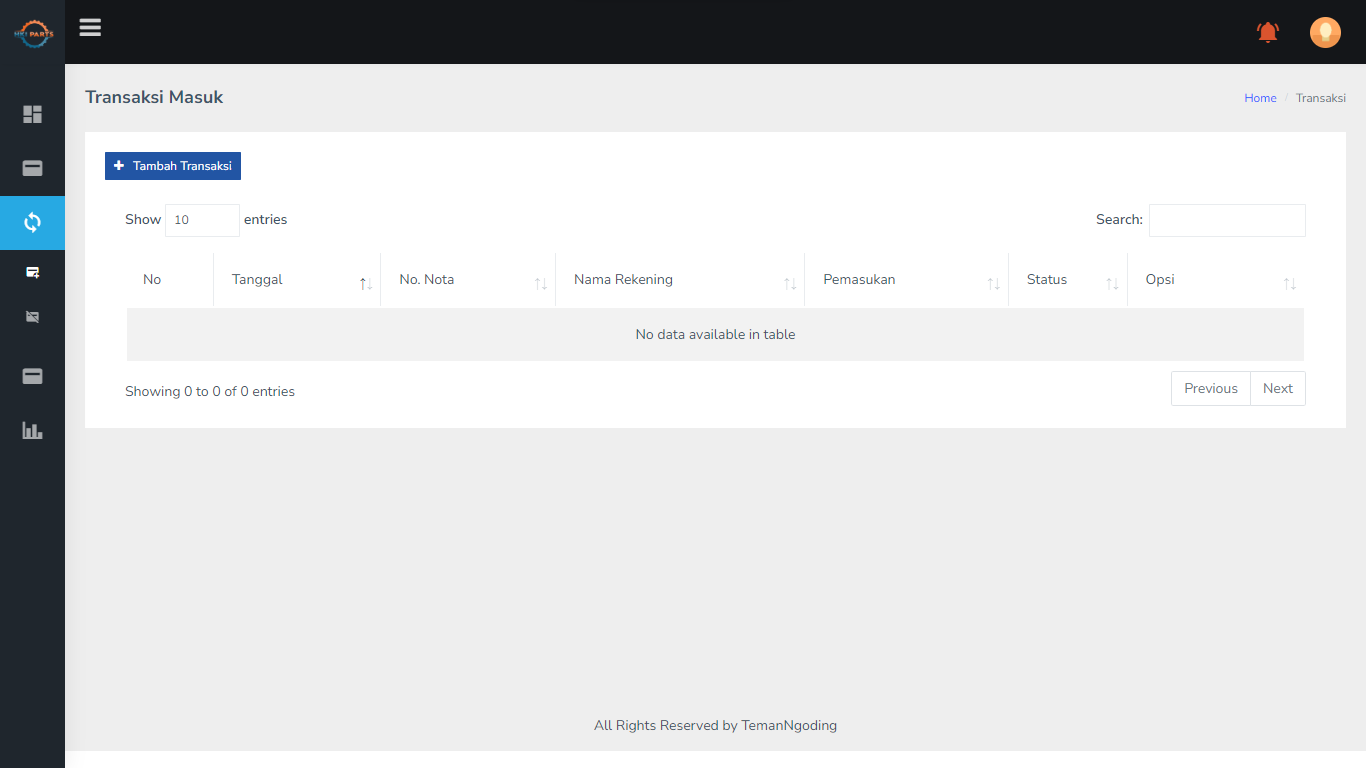 HKI PARTS
Transaksi Masuk
Home / Transaksi
+ Tambah Transaksi
Show 10 entries
Search:
No Tanggal No. Nota Nama Rekening Pemasukan Status Opsi
No data available in table
Showing 0 to 0 of 0 entries
Previous Next
All Rights Reserved by TemanNgoding